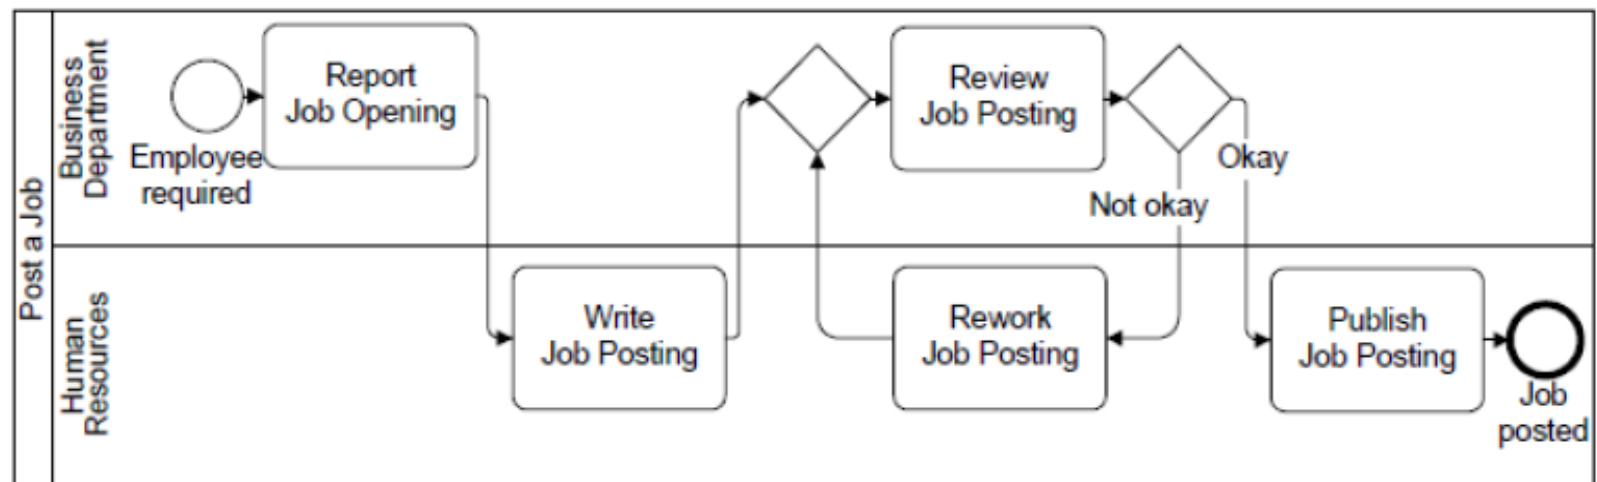 Post a Job
Business
Department
Employee
required
Report
Job Opening
Review
Job Posting
Okay
Not okay
Human
Resources
Write
Job Posting
Rework
Job Posting
Publish
Job Posting
Job
posted